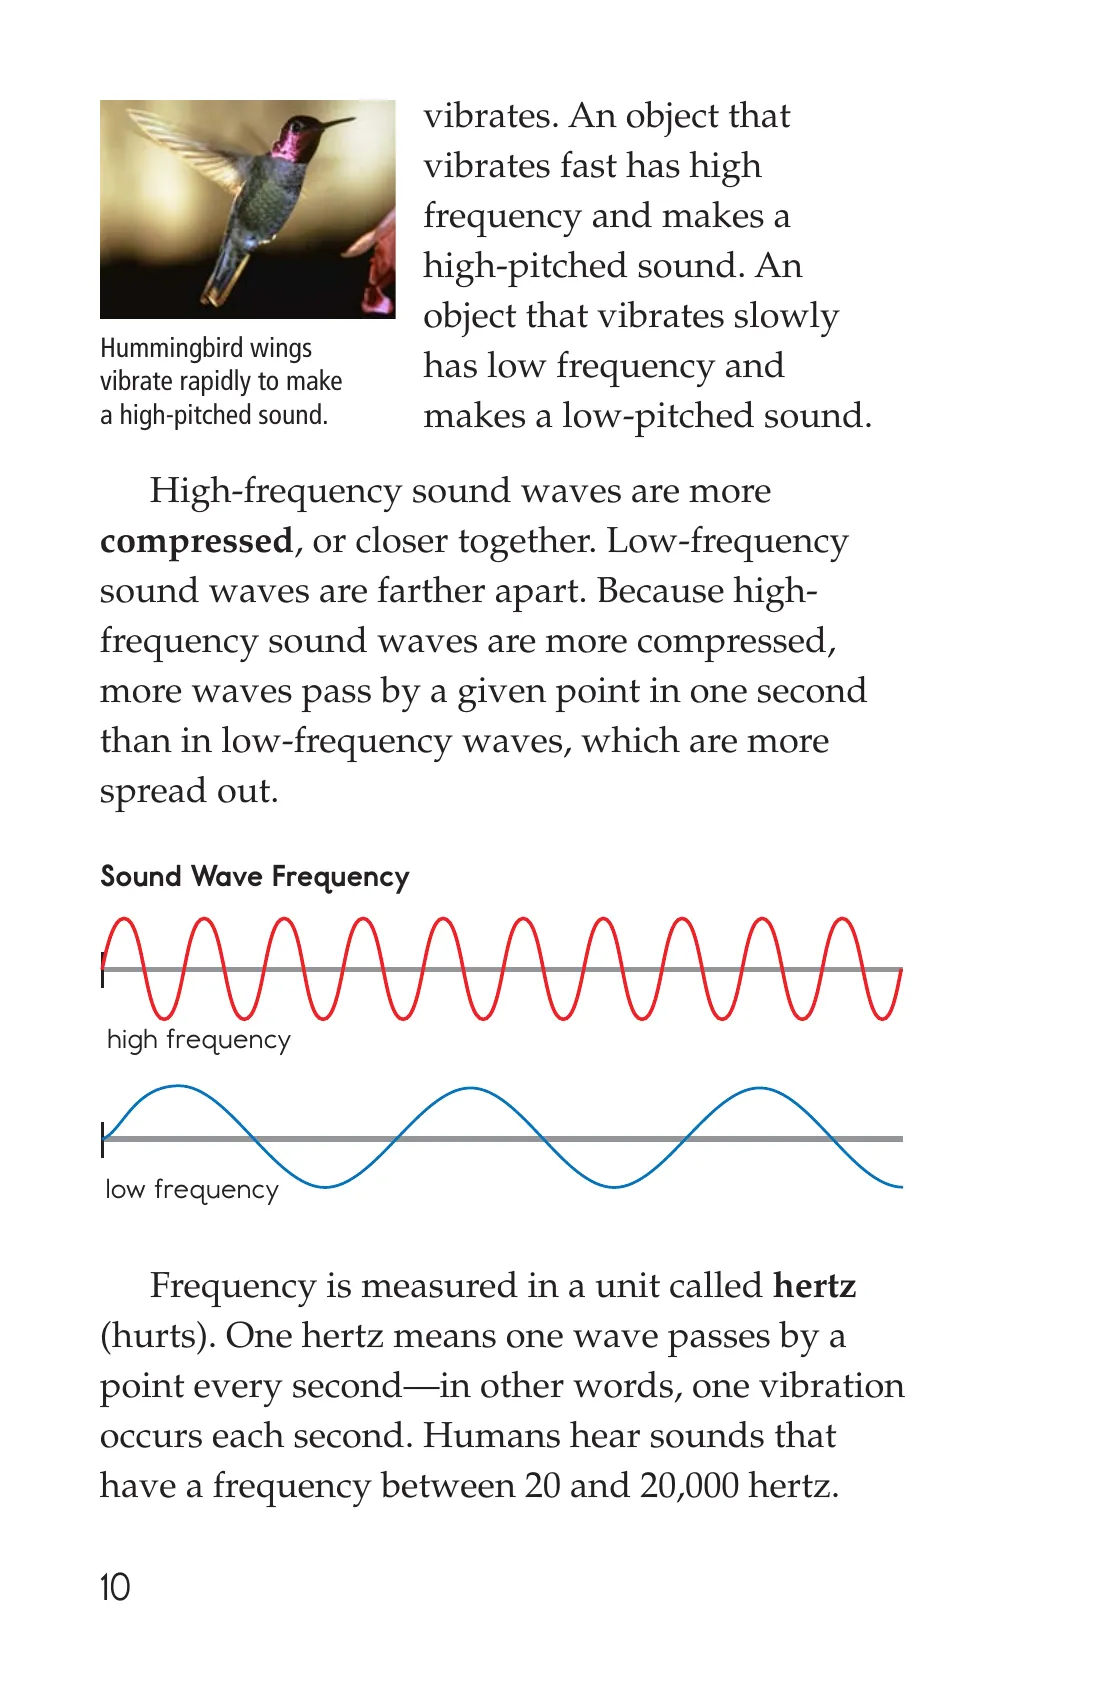 vibrates. An object that
vibrates fast has high
frequency and makes a
high-pitched sound. An
object that vibrates slowly
has low frequency and
makes a low-pitched sound.
Hummingbird wings
vibrate rapidly to make
a high-pitched sound.
High-frequency sound waves are more
compressed, or closer together. Low-frequency
sound waves are farther apart. Because high-
frequency sound waves are more compressed,
more waves pass by a given point in one second
than in low-frequency waves, which are more
spread out.
Sound Wave Frequency
high frequency
low frequency
Frequency is measured in a unit called hertz
(hurts). One hertz means one wave passes by a
point every second—in other words, one vibration
occurs each second. Humans hear sounds that
have a frequency between 20 and 20,000 hertz.
10